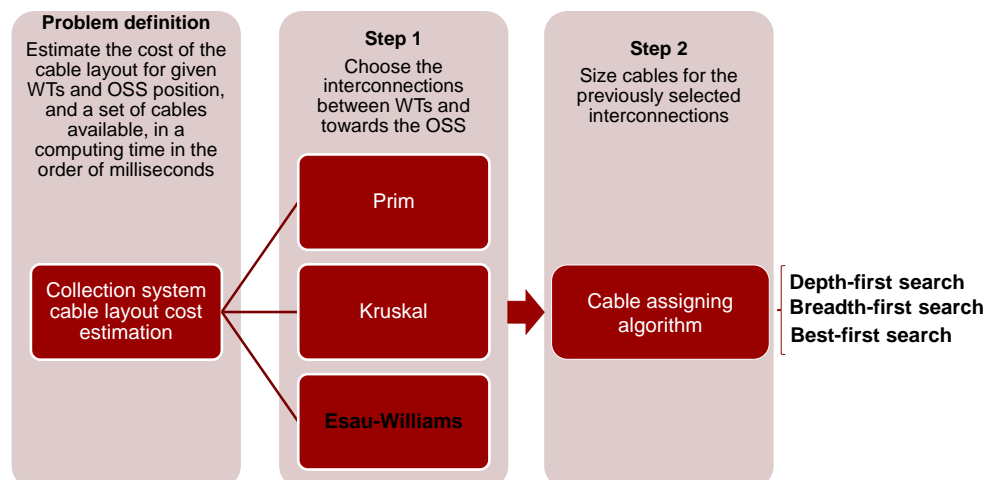 Problem definition
Estimate the cost of the
cable layout for given
WTs and OSS position,
and a set of cables
available, in a
computing time in the
order of milliseconds
Collection system
cable layout cost
estimation
Step 1
Choose the
interconnections
between WTs and
towards the OSS
Prim
Kruskal
Esau-Williams
Step 2
Size cables for the
previously selected
interconnections
Cable assigning
algorithm
Depth-first search
Breadth-first search
Best-first search